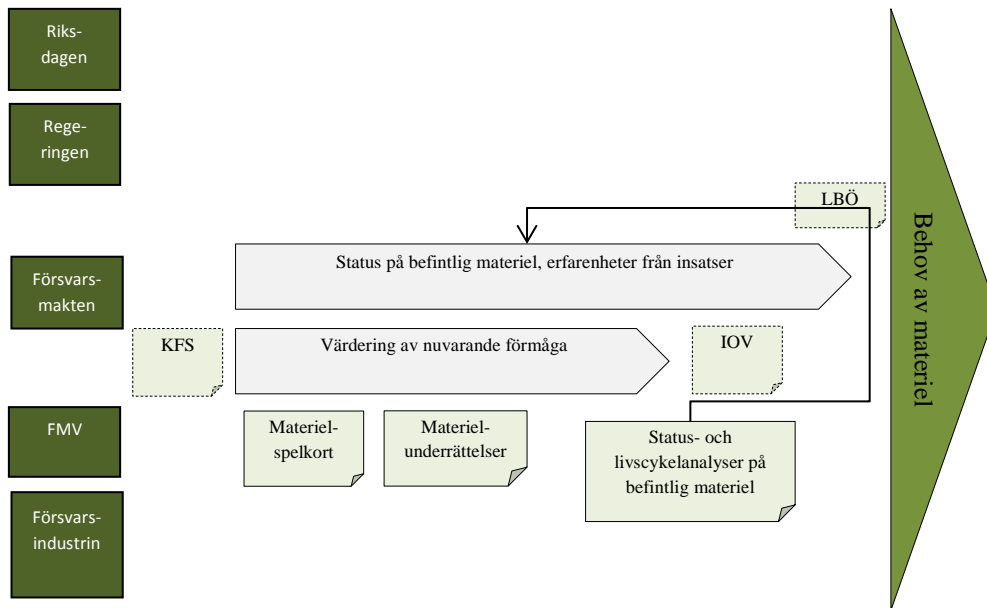 Riks-
dagen
Rege-
ringen
LBÖ
Behov av materiel
Status på befintlig materiel, erfarenheter från insatser
Försvars-
makten
KFS
Värdering av nuvarande förmåga
IOV
FMV
Materiel-
spelkort
Materiel-
underrättelser
Status- och
livscykelanalyser på
befintlig materiel
Försvars-
industrin